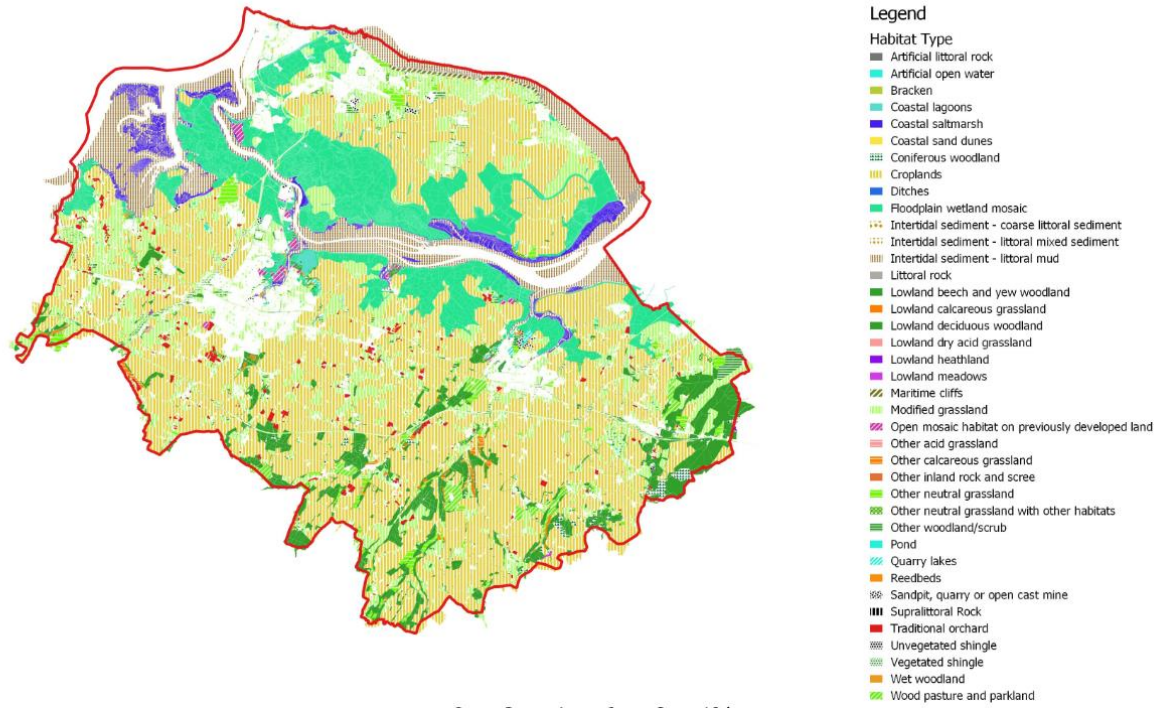 Legend
Habitat Type
Artificial littoral rock
Artificial open water
Bracken
Coastal lagoons
Coastal saltmarsh
Coastal sand dunes
Coniferous woodland
Croplands
Ditches
Floodplain wetland mosaic
Intertidal sediment - coarse littoral sediment
Intertidal sediment - littoral mixed sediment
Intertidal sediment - littoral mud
Littoral rock
Lowland beech and yew woodland
Lowland calcareous grassland
Lowland deciduous woodland
Lowland dry acid grassland
Lowland heathland
Lowland meadows
Maritime cliffs
Modified grassland
Open mosaic habitat on previously developed land
Other acid grassland
Other calcareous grassland
Other inland rock and scree
Other neutral grassland
Other neutral grassland with other habitats
Other woodland/scrub
Pond
Quarry lakes
Reedbeds
Sandpit, quarry or open cast mine
Supralittoral Rock
Traditional orchard
Unvegetated shingle
Vegetated shingle
Wet woodland
Wood pasture and parkland